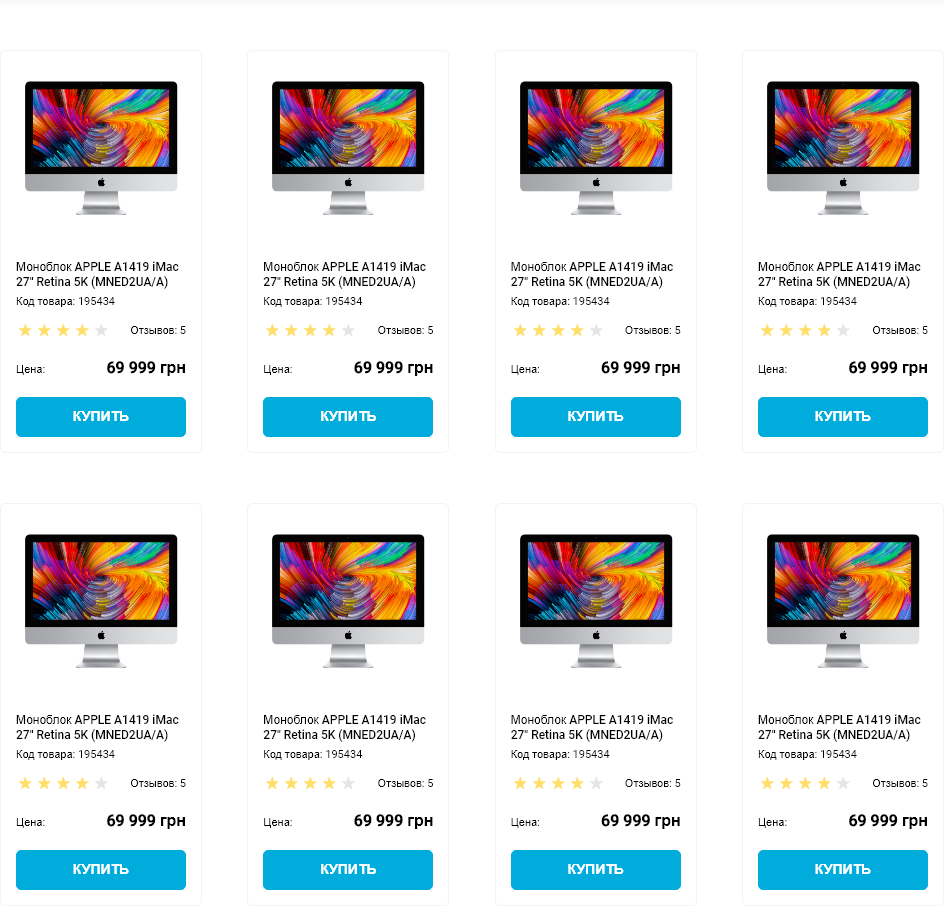 Моноблок APPLE A1419 iMac
27" Retina 5K (MNED2UA/A)
Код товара: 195434
Отзывов: 5
Цена: 69 999 грн
КУПИТЬ
Моноблок APPLE A1419 iMac
27" Retina 5K (MNED2UA/A)
Код товара: 195434
Отзывов: 5
Цена: 69 999 грн
КУПИТЬ
Моноблок APPLE A1419 iMac
27" Retina 5K (MNED2UA/A)
Код товара: 195434
Отзывов: 5
Цена: 69 999 грн
КУПИТЬ
Моноблок APPLE A1419 iMac
27" Retina 5K (MNED2UA/A)
Код товара: 195434
Отзывов: 5
Цена: 69 999 грн
КУПИТЬ
Моноблок APPLE A1419 iMac
27" Retina 5K (MNED2UA/A)
Код товара: 195434
Отзывов: 5
Цена: 69 999 грн
КУПИТЬ
Моноблок APPLE A1419 iMac
27" Retina 5K (MNED2UA/A)
Код товара: 195434
Отзывов: 5
Цена: 69 999 грн
КУПИТЬ
Моноблок APPLE A1419 iMac
27" Retina 5K (MNED2UA/A)
Код товара: 195434
Отзывов: 5
Цена: 69 999 грн
КУПИТЬ
Моноблок APPLE A1419 iMac
27" Retina 5K (MNED2UA/A)
Код товара: 195434
Отзывов: 5
Цена: 69 999 грн
КУПИТЬ